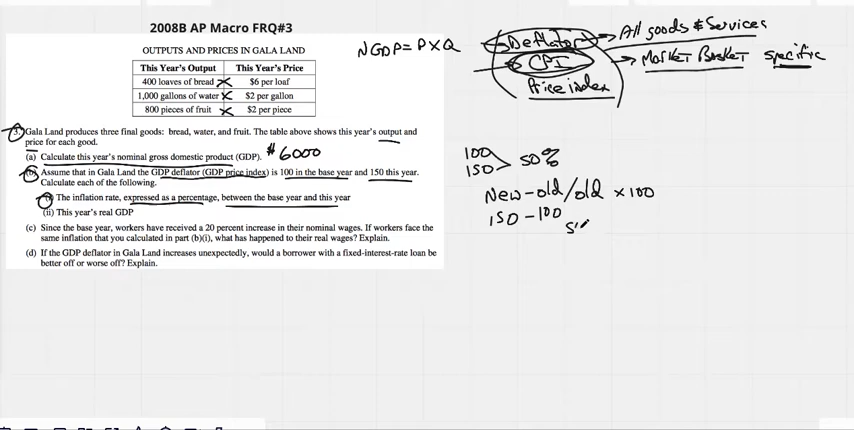 2008B AP Macro FRQ#3
OUTPUTS AND PRICES IN GALA LAND
This Year's Output This Year's Price
400 loaves of bread $6 per loaf
1,000 gallons of water $2 per gallon
800 pieces of fruit $2 per piece
3. Gala Land produces three final goods: bread, water, and fruit. The table above shows this year's output and
price for each good.
(a) Calculate this year's nominal gross domestic product (GDP). $6000
(b) Assume that in Gala Land the GDP deflator (GDP price index) is 100 in the base year and 150 this year.
Calculate each of the following.
(i) The inflation rate, expressed as a percentage, between the base year and this year
(ii) This year's real GDP
(c) Since the base year, workers have received a 20 percent increase in their nominal wages. If workers face the
same inflation that you calculated in part (b)(i), what has happened to their real wages? Explain.
(d) If the GDP deflator in Gala Land increases unexpectedly, would a borrower with a fixed-interest-rate loan be
better off or worse off? Explain.
NGDP = P X Q
Deflator All goods & Services
CPI Market Basket specific
Price index
100
150 50%
New-old/old x 100
150 - 100